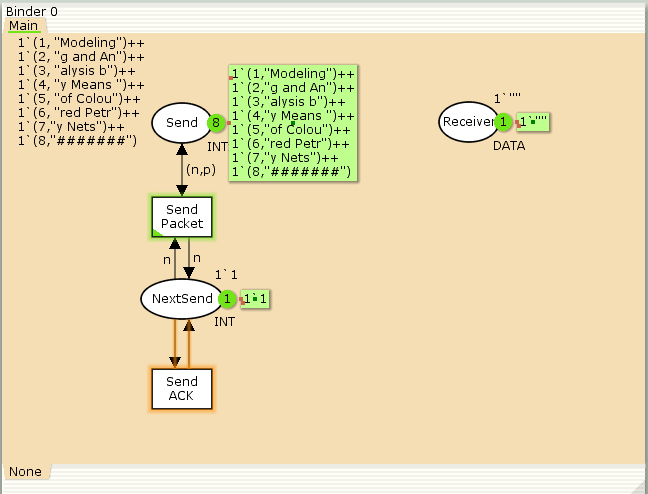 Binder 0
Main
1`(1, "Modeling")++
1`(2, "g and An")++
1`(3, "alysis b")++
1`(4, "y Means ")++
1`(5, "of Colou")++
1`(6, "red Petr")++
1`(7,"y Nets")++
1`(8,"#######")
1`(1,"Modeling")++
1`(2,"g and An")++
1`(3,"alysis b")++
1`(4,"y Means ")++
1`(5,"of Colou")++
1`(6,"red Petr")++
1`(7,"y Nets")++
1`(8,"#######")
Send
8
INT
1`""
Receiver
1
1`""
DATA
(n,p)
Send
Packet
n
n
1`1
NextSend
1
1`1
INT
Send
ACK
None